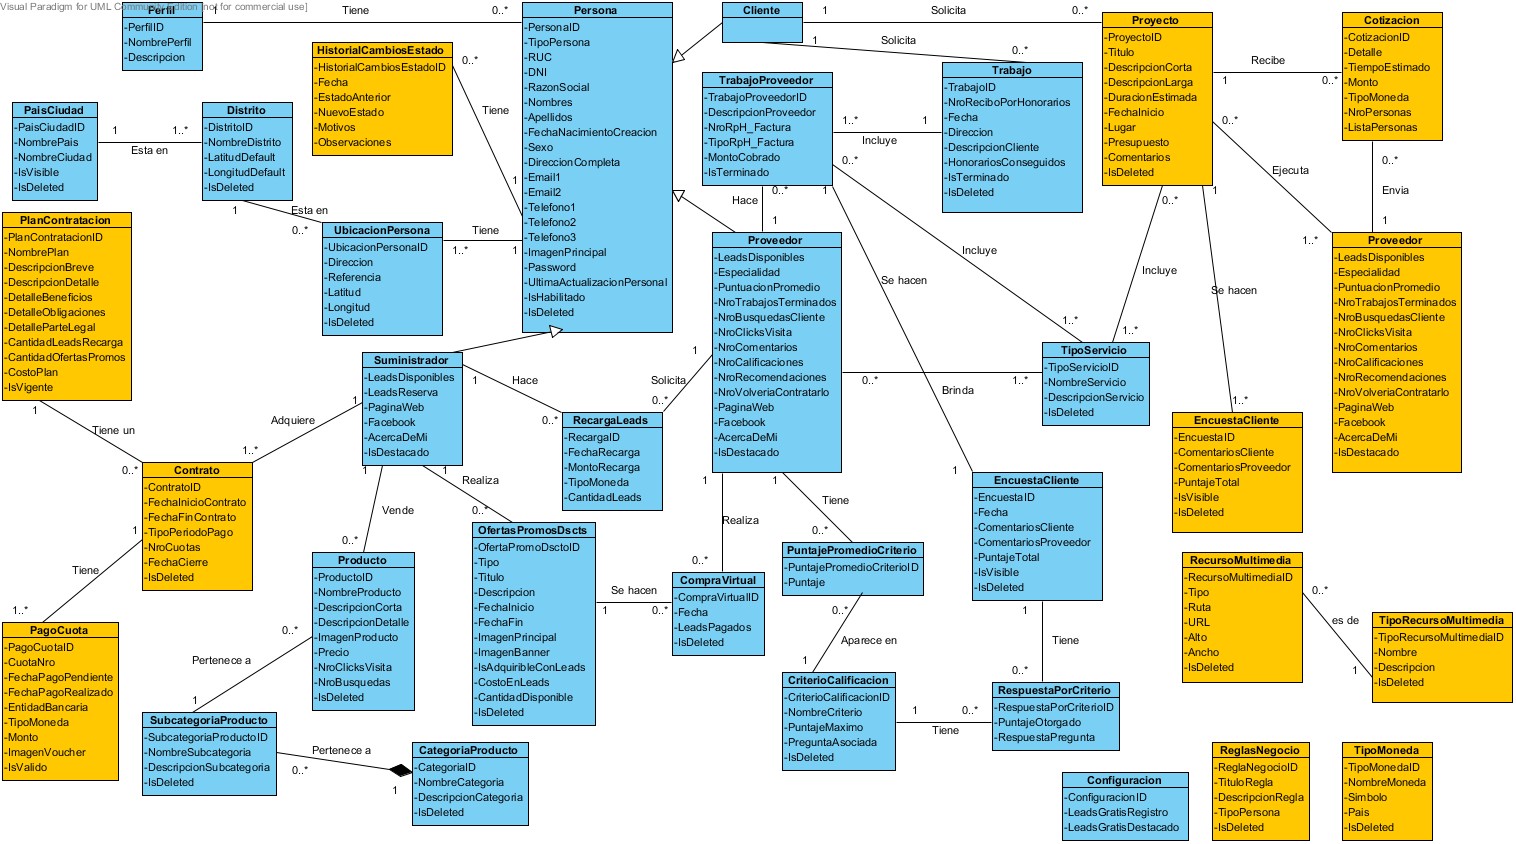 Visual Paradigm for UML Community Edition [not for commercial use]
Perfil
-PerfilID
-NombrePerfil
-Descripcion
1
Tiene
0..*
Persona
-PersonaID
-TipoPersona
-RUC
-DNI
-RazonSocial
-Nombres
-Apellidos
-FechaNacimientoCreacion
-Sexo
-DireccionCompleta
-Email1
-Email2
-Telefono1
-Telefono2
-Telefono3
-ImagenPrincipal
-Password
-UltimaActualizacionPersonal
-IsHabilitado
-IsDeleted
Cliente
1
Solicita
0..*
1
Solicita
0..*
Proyecto
-ProyectoID
-Titulo
-DescripcionCorta
-DescripcionLarga
-DuracionEstimada
-FechaInicio
-Lugar
-Presupuesto
-Comentarios
-IsDeleted
Recibe
1
0..*
Cotizacion
-CotizacionID
-Detalle
-TiempoEstimado
-Monto
-TipoMoneda
-NroPersonas
-ListaPersonas
HistorialCambiosEstado
-HistorialCambiosEstadoID
-Fecha
-EstadoAnterior
-NuevoEstado
-Motivos
-Observaciones
0..*
Tiene
1
TrabajoProveedor
-TrabajoProveedorID
-DescripcionProveedor
-NroRpH_Factura
-TipoRpH_Factura
-MontoCobrado
-IsTerminado
1..*
1
Incluye
Trabajo
-TrabajoID
-NroReciboPorHonorarios
-Fecha
-Direccion
-DescripcionCliente
-HonorariosConseguidos
-IsTerminado
-IsDeleted
PaisCiudad
-PaisCiudadID
-NombrePais
-NombreCiudad
-IsVisible
-IsDeleted
1
1..*
Esta en
Distrito
-DistritoID
-NombreDistrito
-LatitudDefault
-LongitudDefault
-IsDeleted
1
Esta en
0..*
UbicacionPersona
-UbicacionPersonaID
-Direccion
-Referencia
-Latitud
-Longitud
-IsDeleted
Tiene
1..*
1
0..*
Hace
1
0..*
Incluye
1..*
1
Se hacen
1
0..*
Incluye
1..*
1
Se hacen
1..*
0..*
Ejecuta
1..*
0..*
Envia
1
PlanContratacion
-PlanContratacionID
-NombrePlan
-DescripcionBreve
-DescripcionDetalle
-DetalleBeneficios
-DetalleObligaciones
-DetalleParteLegal
-CantidadLeadsRecarga
-CantidadOfertasPromos
-CostoPlan
-IsVigente
Proveedor
-LeadsDisponibles
-Especialidad
-PuntuacionPromedio
-NroTrabajosTerminados
-NroBusquedasCliente
-NroClicksVisita
-NroComentarios
-NroCalificaciones
-NroRecomendaciones
-NroVolveriaContratarlo
-PaginaWeb
-Facebook
-AcercaDeMi
-IsDestacado
Proveedor
-LeadsDisponibles
-Especialidad
-PuntuacionPromedio
-NroTrabajosTerminados
-NroBusquedasCliente
-NroClicksVisita
-NroComentarios
-NroCalificaciones
-NroRecomendaciones
-NroVolveriaContratarlo
-PaginaWeb
-Facebook
-AcercaDeMi
-IsDestacado
0..*
1..*
Brinda
TipoServicio
-TipoServicioID
-NombreServicio
-DescripcionServicio
-IsDeleted
Suministrador
-LeadsDisponibles
-LeadsReserva
-PaginaWeb
-Facebook
-AcercaDeMi
-IsDestacado
1
Hace
0..*
1
Solicita
0..*
RecargaLeads
-RecargaID
-FechaRecarga
-MontoRecarga
-TipoMoneda
-CantidadLeads
1
Tiene un
0..*
1
Adquiere
1..*
Contrato
-ContratoID
-FechaInicioContrato
-FechaFinContrato
-TipoPeriodoPago
-NroCuotas
-FechaCierre
-IsDeleted
1
Tiene
1..*
EncuestaCliente
-EncuestaID
-ComentariosCliente
-ComentariosProveedor
-PuntajeTotal
-IsVisible
-IsDeleted
1
Vende
0..*
1
Realiza
0..*
1
Realiza
0..*
1
Tiene
0..*
EncuestaCliente
-EncuestaID
-Fecha
-ComentariosCliente
-ComentariosProveedor
-PuntajeTotal
-IsVisible
-IsDeleted
OfertasPromosDscts
-OfertaPromoDsctoID
-Tipo
-Titulo
-Descripcion
-FechaInicio
-FechaFin
-ImagenPrincipal
-ImagenBanner
-IsAdquiribleConLeads
-CostoEnLeads
-CantidadDisponible
-IsDeleted
Producto
-ProductoID
-NombreProducto
-DescripcionCorta
-DescripcionDetalle
-ImagenProducto
-Precio
-NroClicksVisita
-NroBusquedas
-IsDeleted
Se hacen
1
0..*
CompraVirtual
-CompraVirtualID
-Fecha
-LeadsPagados
-IsDeleted
PuntajePromedioCriterio
-PuntajePromedioCriterioID
-Puntaje
0..*
Aparece en
1
1
Tiene
0..*
RecursoMultimedia
-RecursoMultimediaID
-Tipo
-Ruta
-URL
-Alto
-Ancho
-IsDeleted
0..*
es de
1
TipoRecursoMultimedia
-TipoRecursoMultimediaID
-Nombre
-Descripcion
-IsDeleted
PagoCuota
-PagoCuotaID
-CuotaNro
-FechaPagoPendiente
-FechaPagoRealizado
-EntidadBancaria
-TipoMoneda
-Monto
-ImagenVoucher
-IsValido
0..*
Pertenece a
1
SubcategoriaProducto
-SubcategoriaProductoID
-NombreSubcategoria
-DescripcionSubcategoria
-IsDeleted
Pertenece a
0..*
1
CategoriaProducto
-CategoriaID
-NombreCategoria
-DescripcionCategoria
-IsDeleted
CriterioCalificacion
-CriterioCalificacionID
-NombreCriterio
-PuntajeMaximo
-PreguntaAsociada
-IsDeleted
1
0..*
Tiene
RespuestaPorCriterio
-RespuestaPorCriterioID
-PuntajeOtorgado
-RespuestaPregunta
Configuracion
-ConfiguracionID
-LeadsGratisRegistro
-LeadsGratisDestacado
ReglasNegocio
-ReglaNegocioID
-TituloRegla
-DescripcionRegla
-TipoPersona
-IsDeleted
TipoMoneda
-TipoMonedaID
-NombreMoneda
-Simbolo
-Pais
-IsDeleted